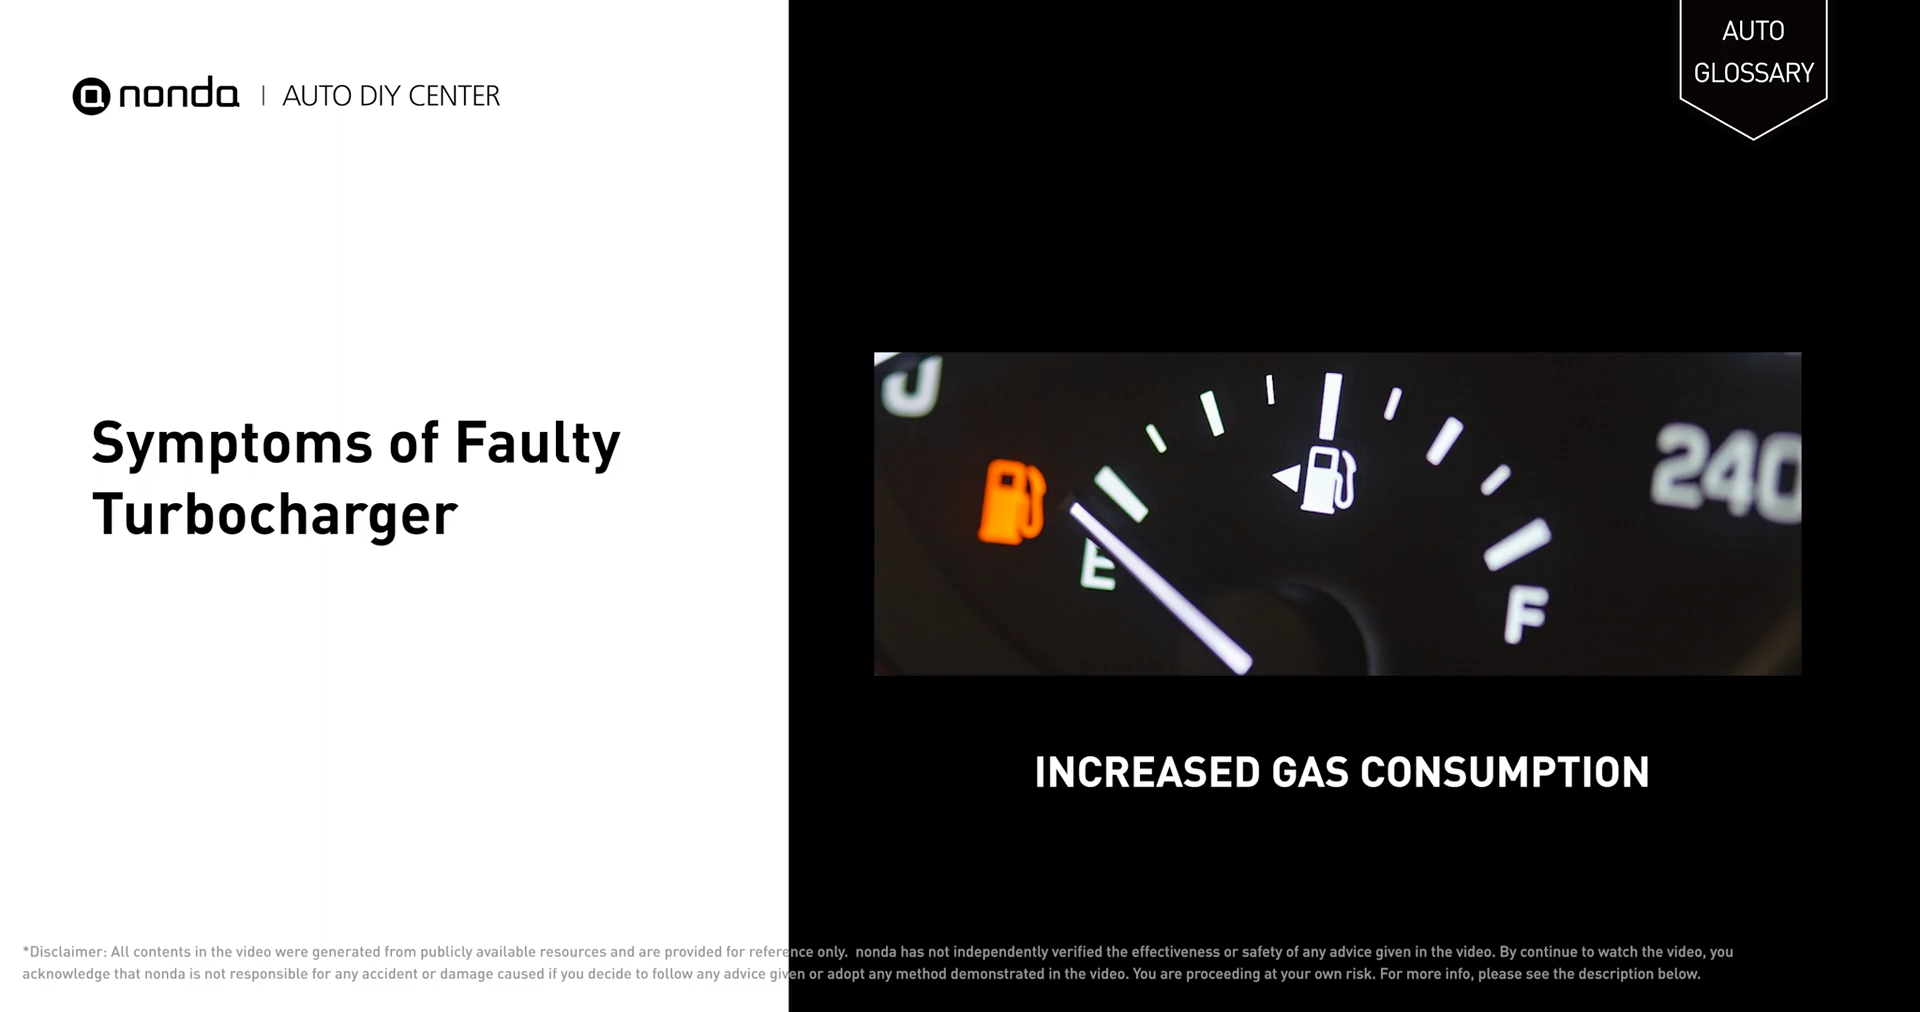 nonda | AUTO DIY CENTER
AUTO
GLOSSARY
Symptoms of Faulty
Turbocharger
240
E
F
INCREASED GAS CONSUMPTION
*Disclaimer: All contents in the video were generated from publicly available resources and are provided for reference only.  nonda has not independently verified the effectiveness or safety of any advice given in the video. By continue to watch the video, you
acknowledge that nonda is not responsible for any accident or damage caused if you decide to follow any advice given or adopt any method demonstrated in the video. You are proceeding at your own risk. For more info, please see the description below.